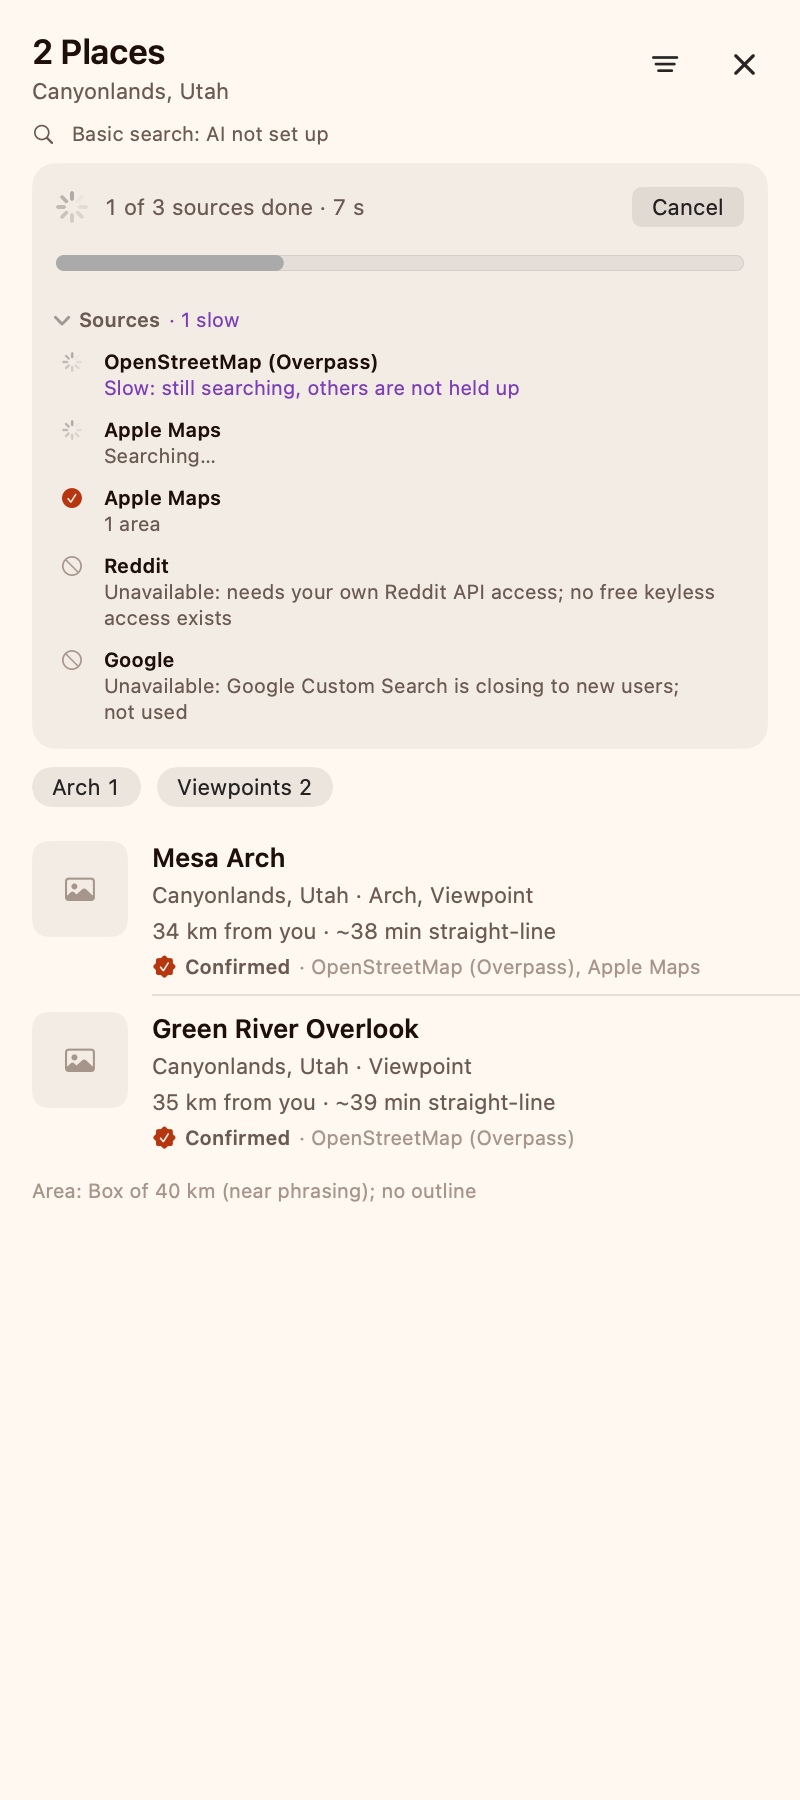 2 Places
Canyonlands, Utah
Basic search: AI not set up
1 of 3 sources done · 7 s
Cancel
Sources · 1 slow
OpenStreetMap (Overpass)
Slow: still searching, others are not held up
Apple Maps
Searching...
Apple Maps
1 area
Reddit
Unavailable: needs your own Reddit API access; no free keyless
access exists
Google
Unavailable: Google Custom Search is closing to new users;
not used
Arch 1
Viewpoints 2
Mesa Arch
Canyonlands, Utah · Arch, Viewpoint
34 km from you · ~38 min straight-line
Confirmed · OpenStreetMap (Overpass), Apple Maps
Green River Overlook
Canyonlands, Utah · Viewpoint
35 km from you · ~39 min straight-line
Confirmed · OpenStreetMap (Overpass)
Area: Box of 40 km (near phrasing); no outline